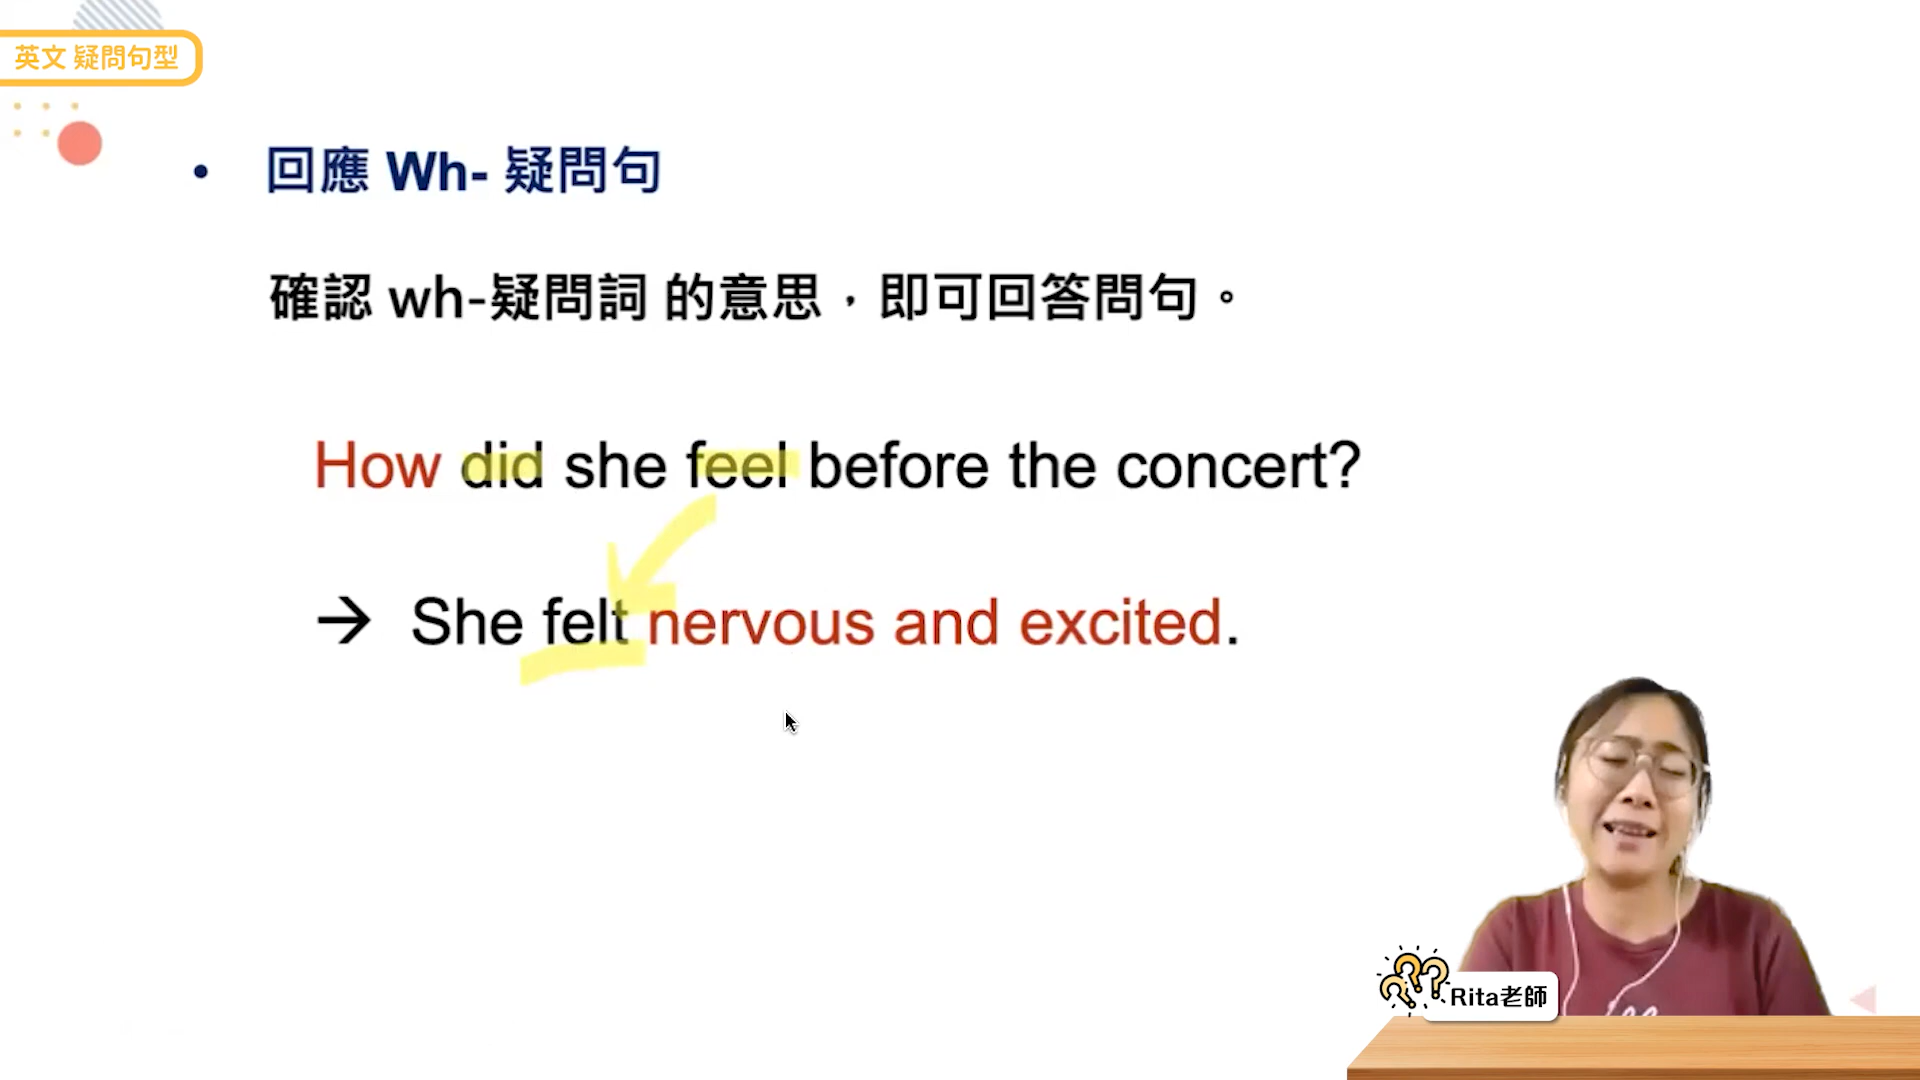 英文 疑問句型
• 回應 Wh- 疑問句
確認 wh-疑問詞 的意思，即可回答問句。
How did she feel before the concert?
→ She felt nervous and excited.
Rita老師